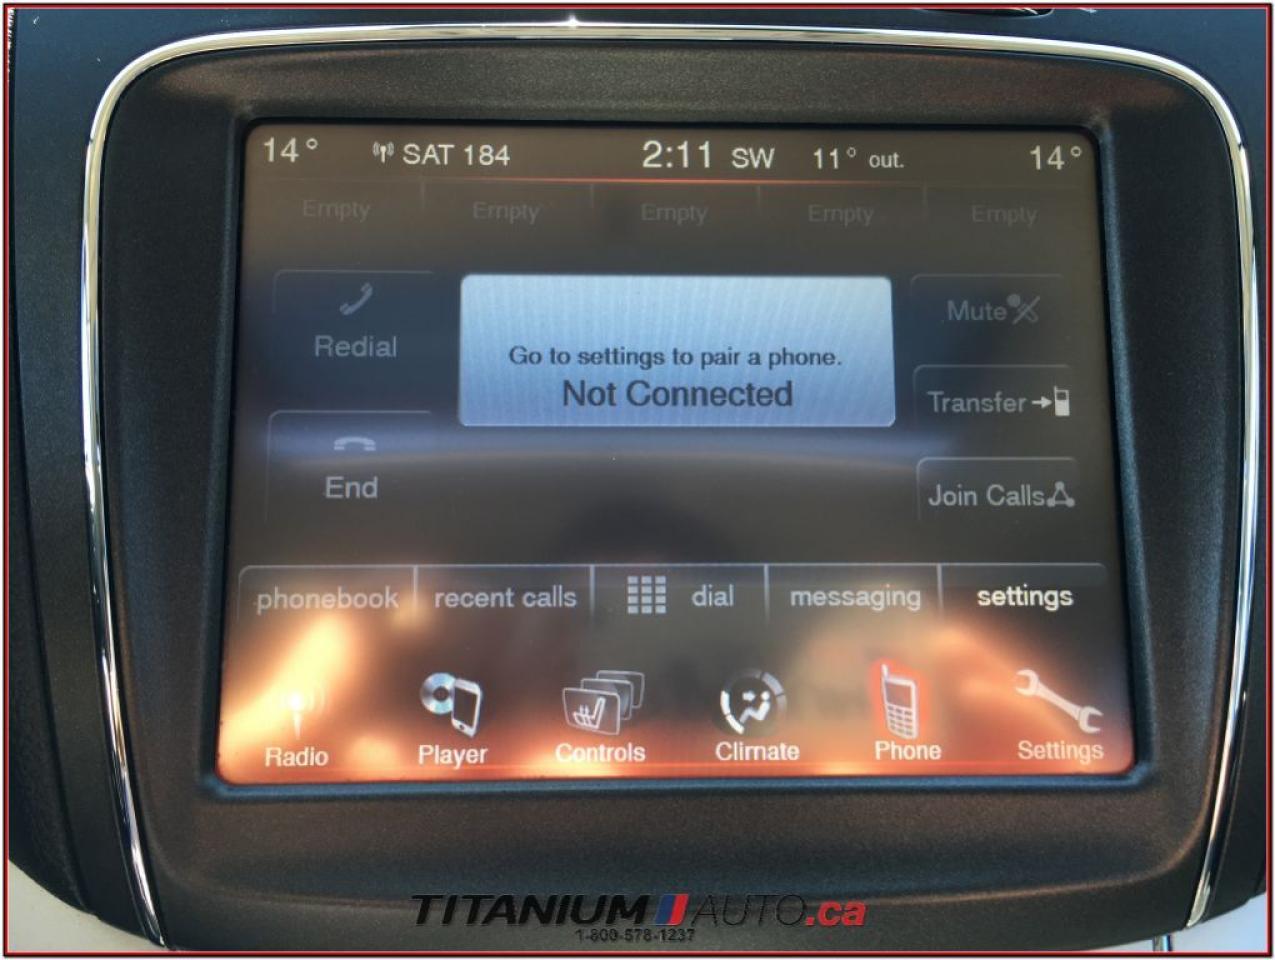 14° SAT 184 2:11 SW 11° out. 14°
Empty Empty Empty Empty Empty
Redial
Go to settings to pair a phone.
Not Connected
Mute
Transfer
End
Join Calls
phonebook recent calls dial messaging settings
Radio Player Controls Climate Phone Settings
TITANIUM AUTO.ca
1-800-578-1237